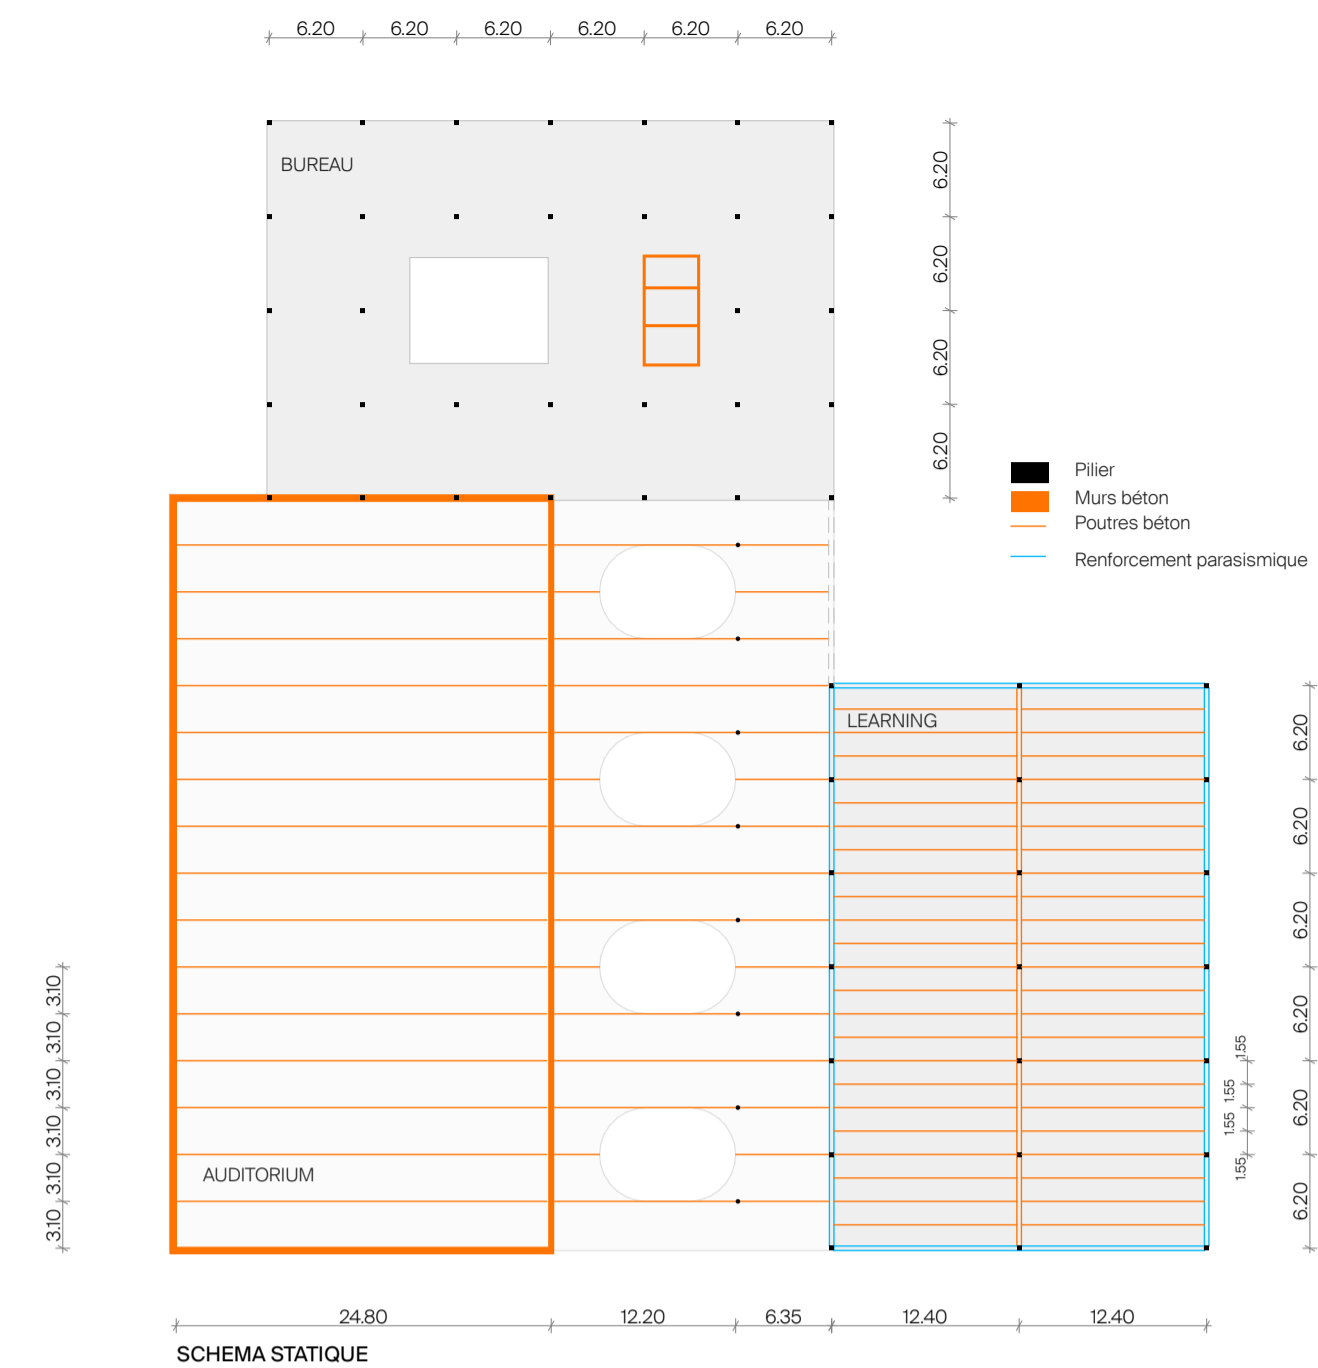 6.20 6.20 6.20 6.20 6.20 6.20
BUREAU
6.20
6.20
6.20
6.20
Pilier
Murs béton
Poutres béton
Renforcement parasismique
LEARNING
6.20
6.20
6.20
6.20
6.20
6.20
3.10
3.10
3.10
3.10
3.10
3.10
1.55
1.55
1.55
1.55
AUDITORIUM
24.80 12.20 6.35 12.40 12.40
SCHEMA STATIQUE